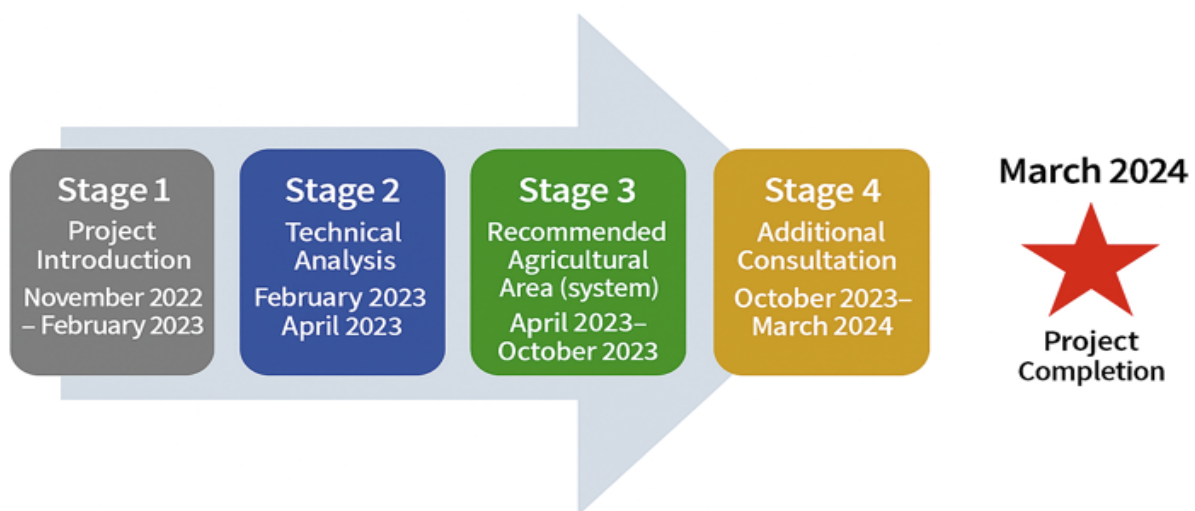 Stage 1
Project
Introduction
November 2022
– February 2023
Stage 2
Technical
Analysis
February 2023
April 2023
Stage 3
Recommended
Agricultural
Area (system)
April 2023–
October 2023
Stage 4
Additional
Consultation
October 2023–
March 2024
March 2024
Project
Completion